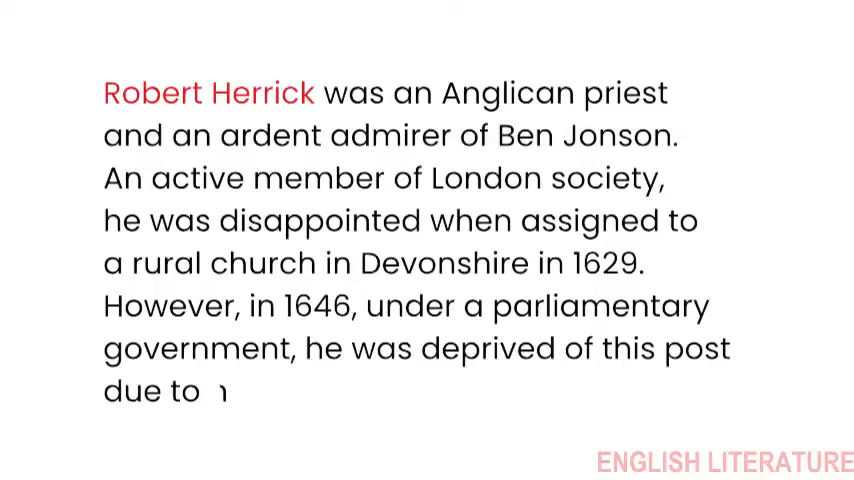 Robert Herrick was an Anglican priest
and an ardent admirer of Ben Jonson.
An active member of London society,
he was disappointed when assigned to
a rural church in Devonshire in 1629.
However, in 1646, under a parliamentary
government, he was deprived of this post
due to
ENGLISH LITERATURE